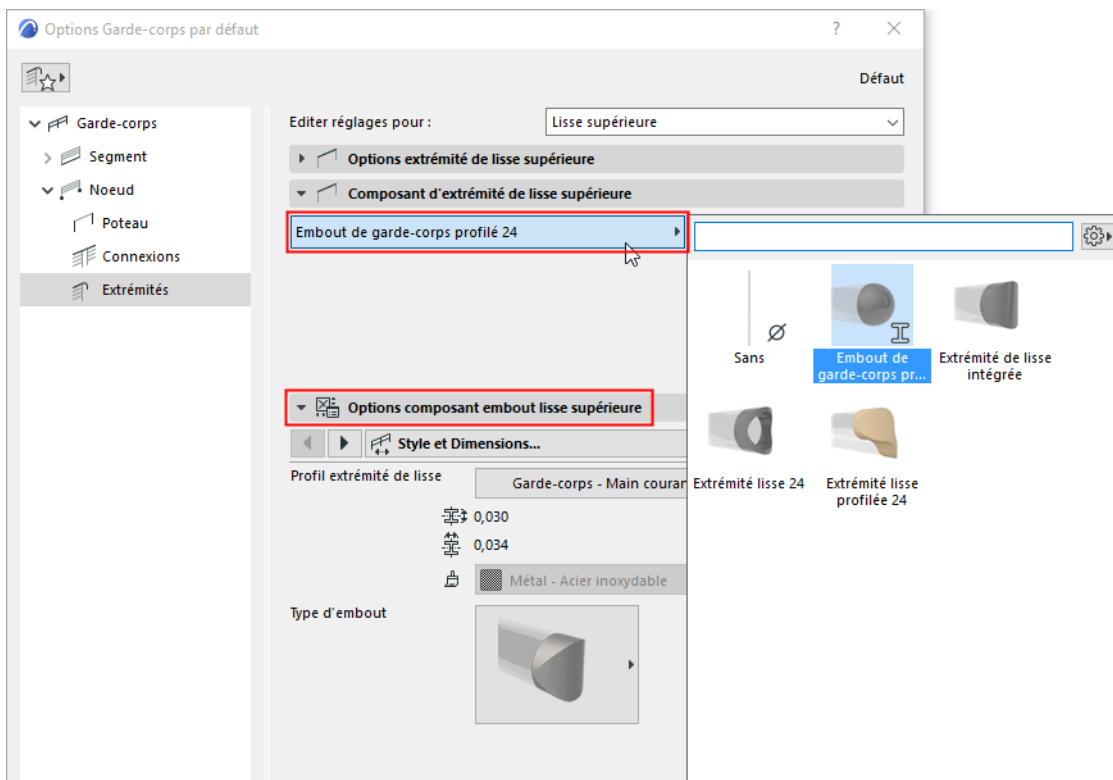 Options Garde-corps par défaut
?
Défaut
Garde-corps
Segment
Noeud
Poteau
Connexions
Extrémités
Editer réglages pour :
Lisse supérieure
Options extrémité de lisse supérieure
Composant d'extrémité de lisse supérieure
Embout de garde-corps profilé 24
Sans
Embout de
garde-corps pr...
Extrémité de lisse
intégrée
Extrémité lisse 24
Extrémité lisse
profilée 24
Options composant embout lisse supérieure
Style et Dimensions...
Profil extrémité de lisse
Garde-corps - Main couran
0,030
0,034
Métal - Acier inoxydable
Type d'embout